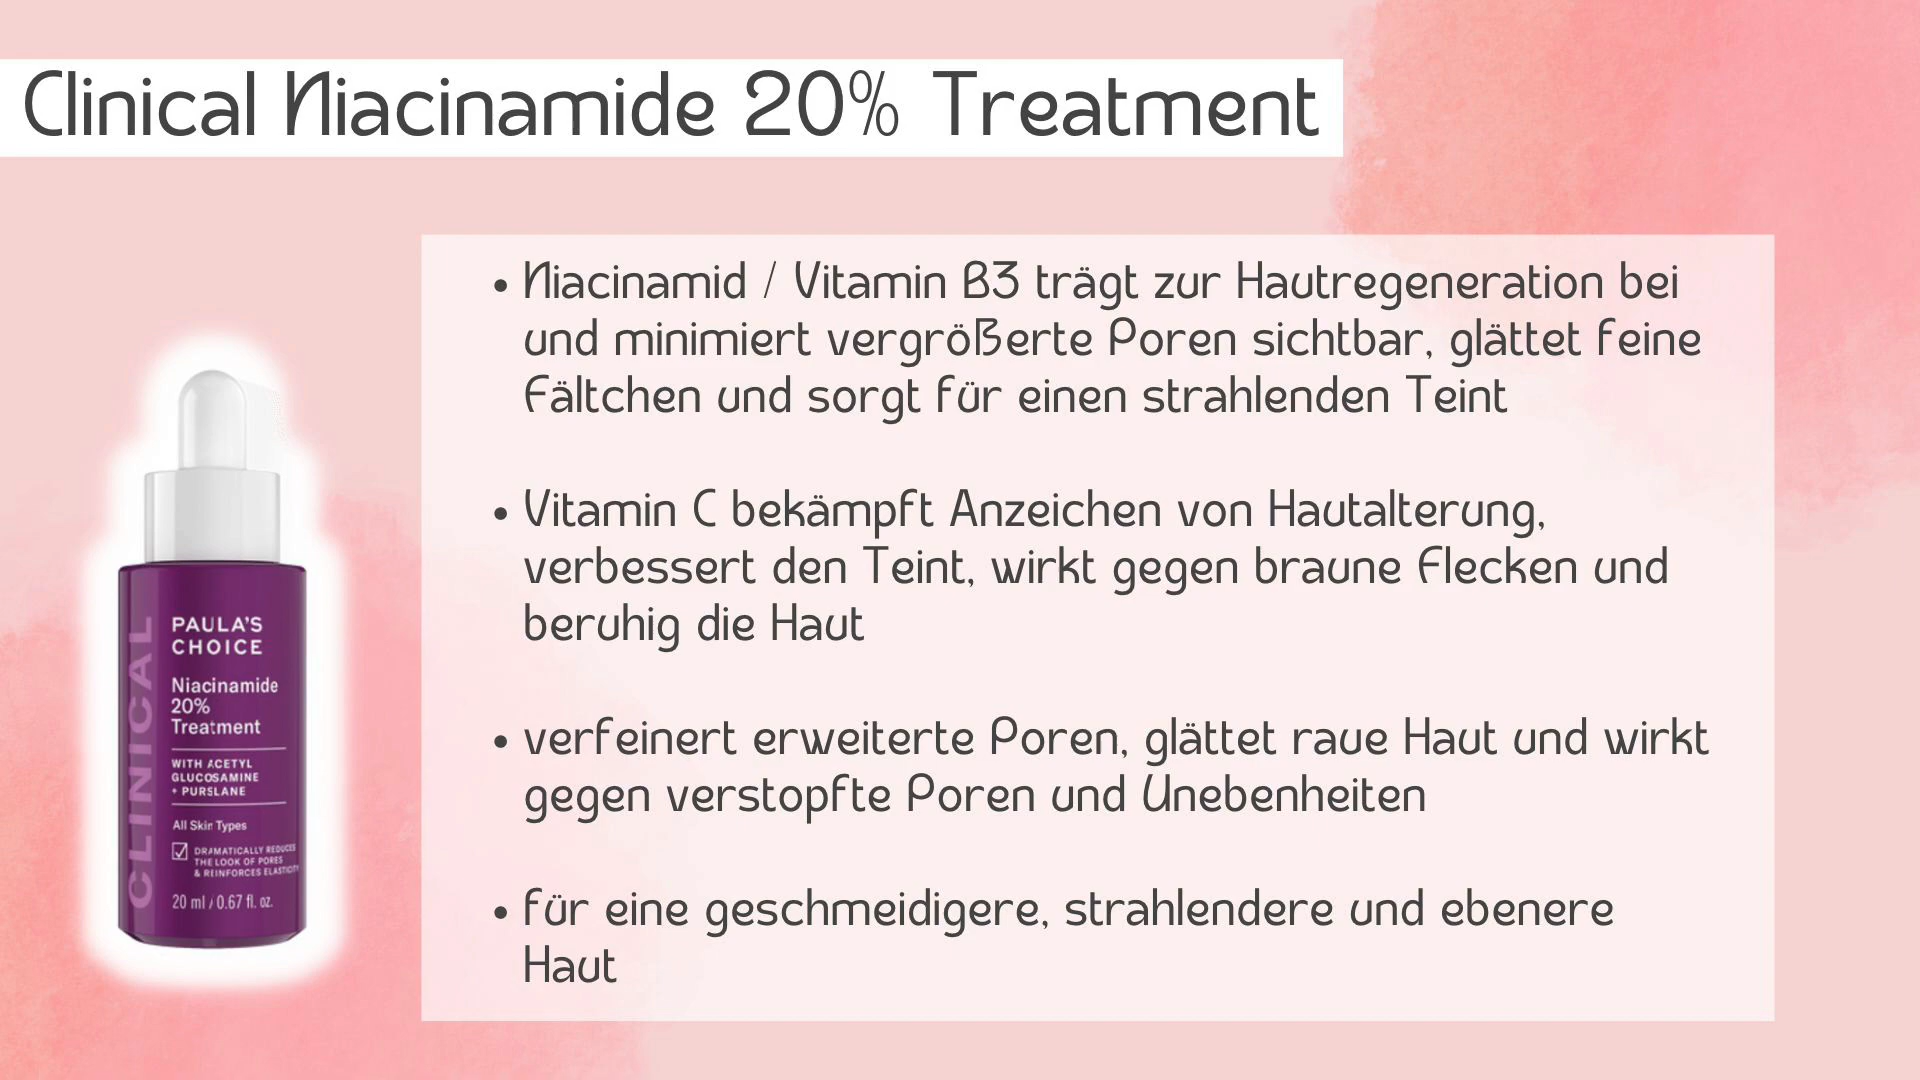 Clinical Niacinamide 20% Treatment
• Niacinamid / Vitamin B3 trägt zur Hautregeneration bei
und minimiert vergrößerte Poren sichtbar, glättet feine
Fältchen und sorgt für einen strahlenden Teint
• Vitamin C bekämpft Anzeichen von Hautalterung,
verbessert den Teint, wirkt gegen braune Flecken und
beruhig die Haut
• verfeinert erweiterte Poren, glättet raue Haut und wirkt
gegen verstopfte Poren und Unebenheiten
• für eine geschmeidigere, strahlendere und ebenere
Haut
CLINICAL
PAULA'S
CHOICE
Niacinamide
20%
Treatment
WITH ACETYL
GLUCOSAMINE
+ PURSLANE
All Skin Types
DRAMATICALLY REDUCES
THE LOOK OF PORES
& REINFORCES ELASTICITY
20 ml / 0.67 fl. oz.